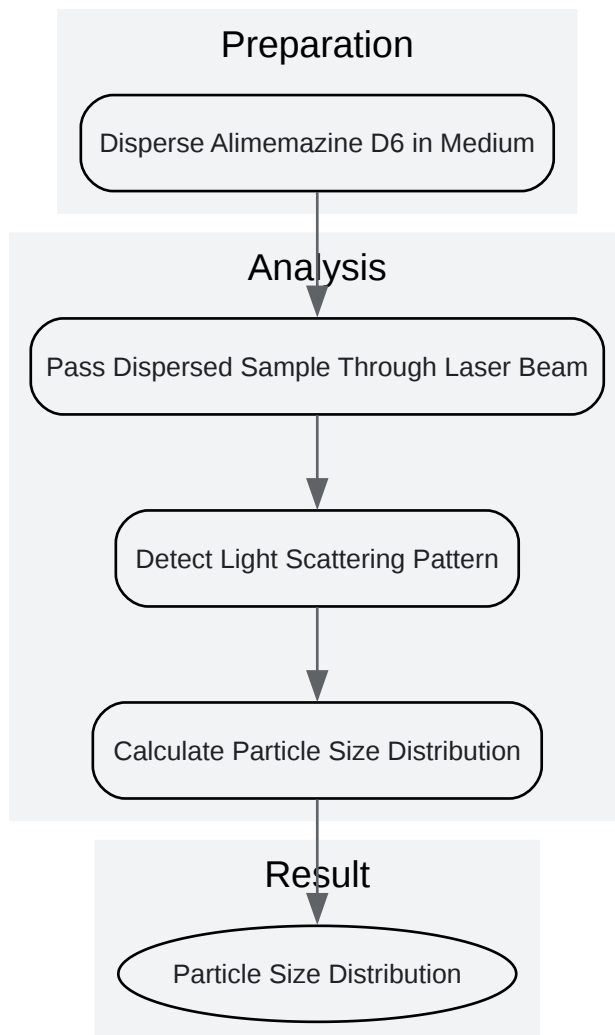 Preparation
Disperse Alimemazine D6 in Medium
Analysis
Pass Dispersed Sample Through Laser Beam
Detect Light Scattering Pattern
Calculate Particle Size Distribution
Result
Particle Size Distribution